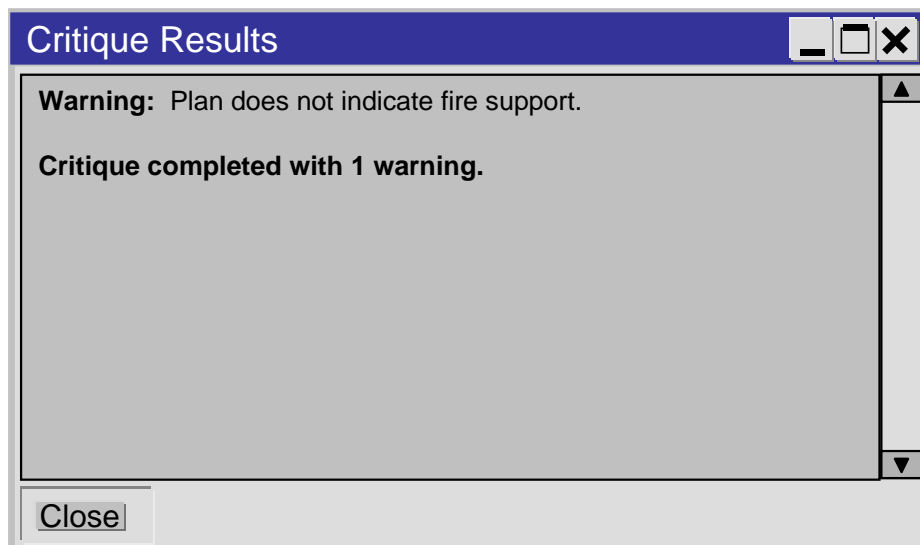 Critique Results
Warning: Plan does not indicate fire support.
Critique completed with 1 warning.
Close